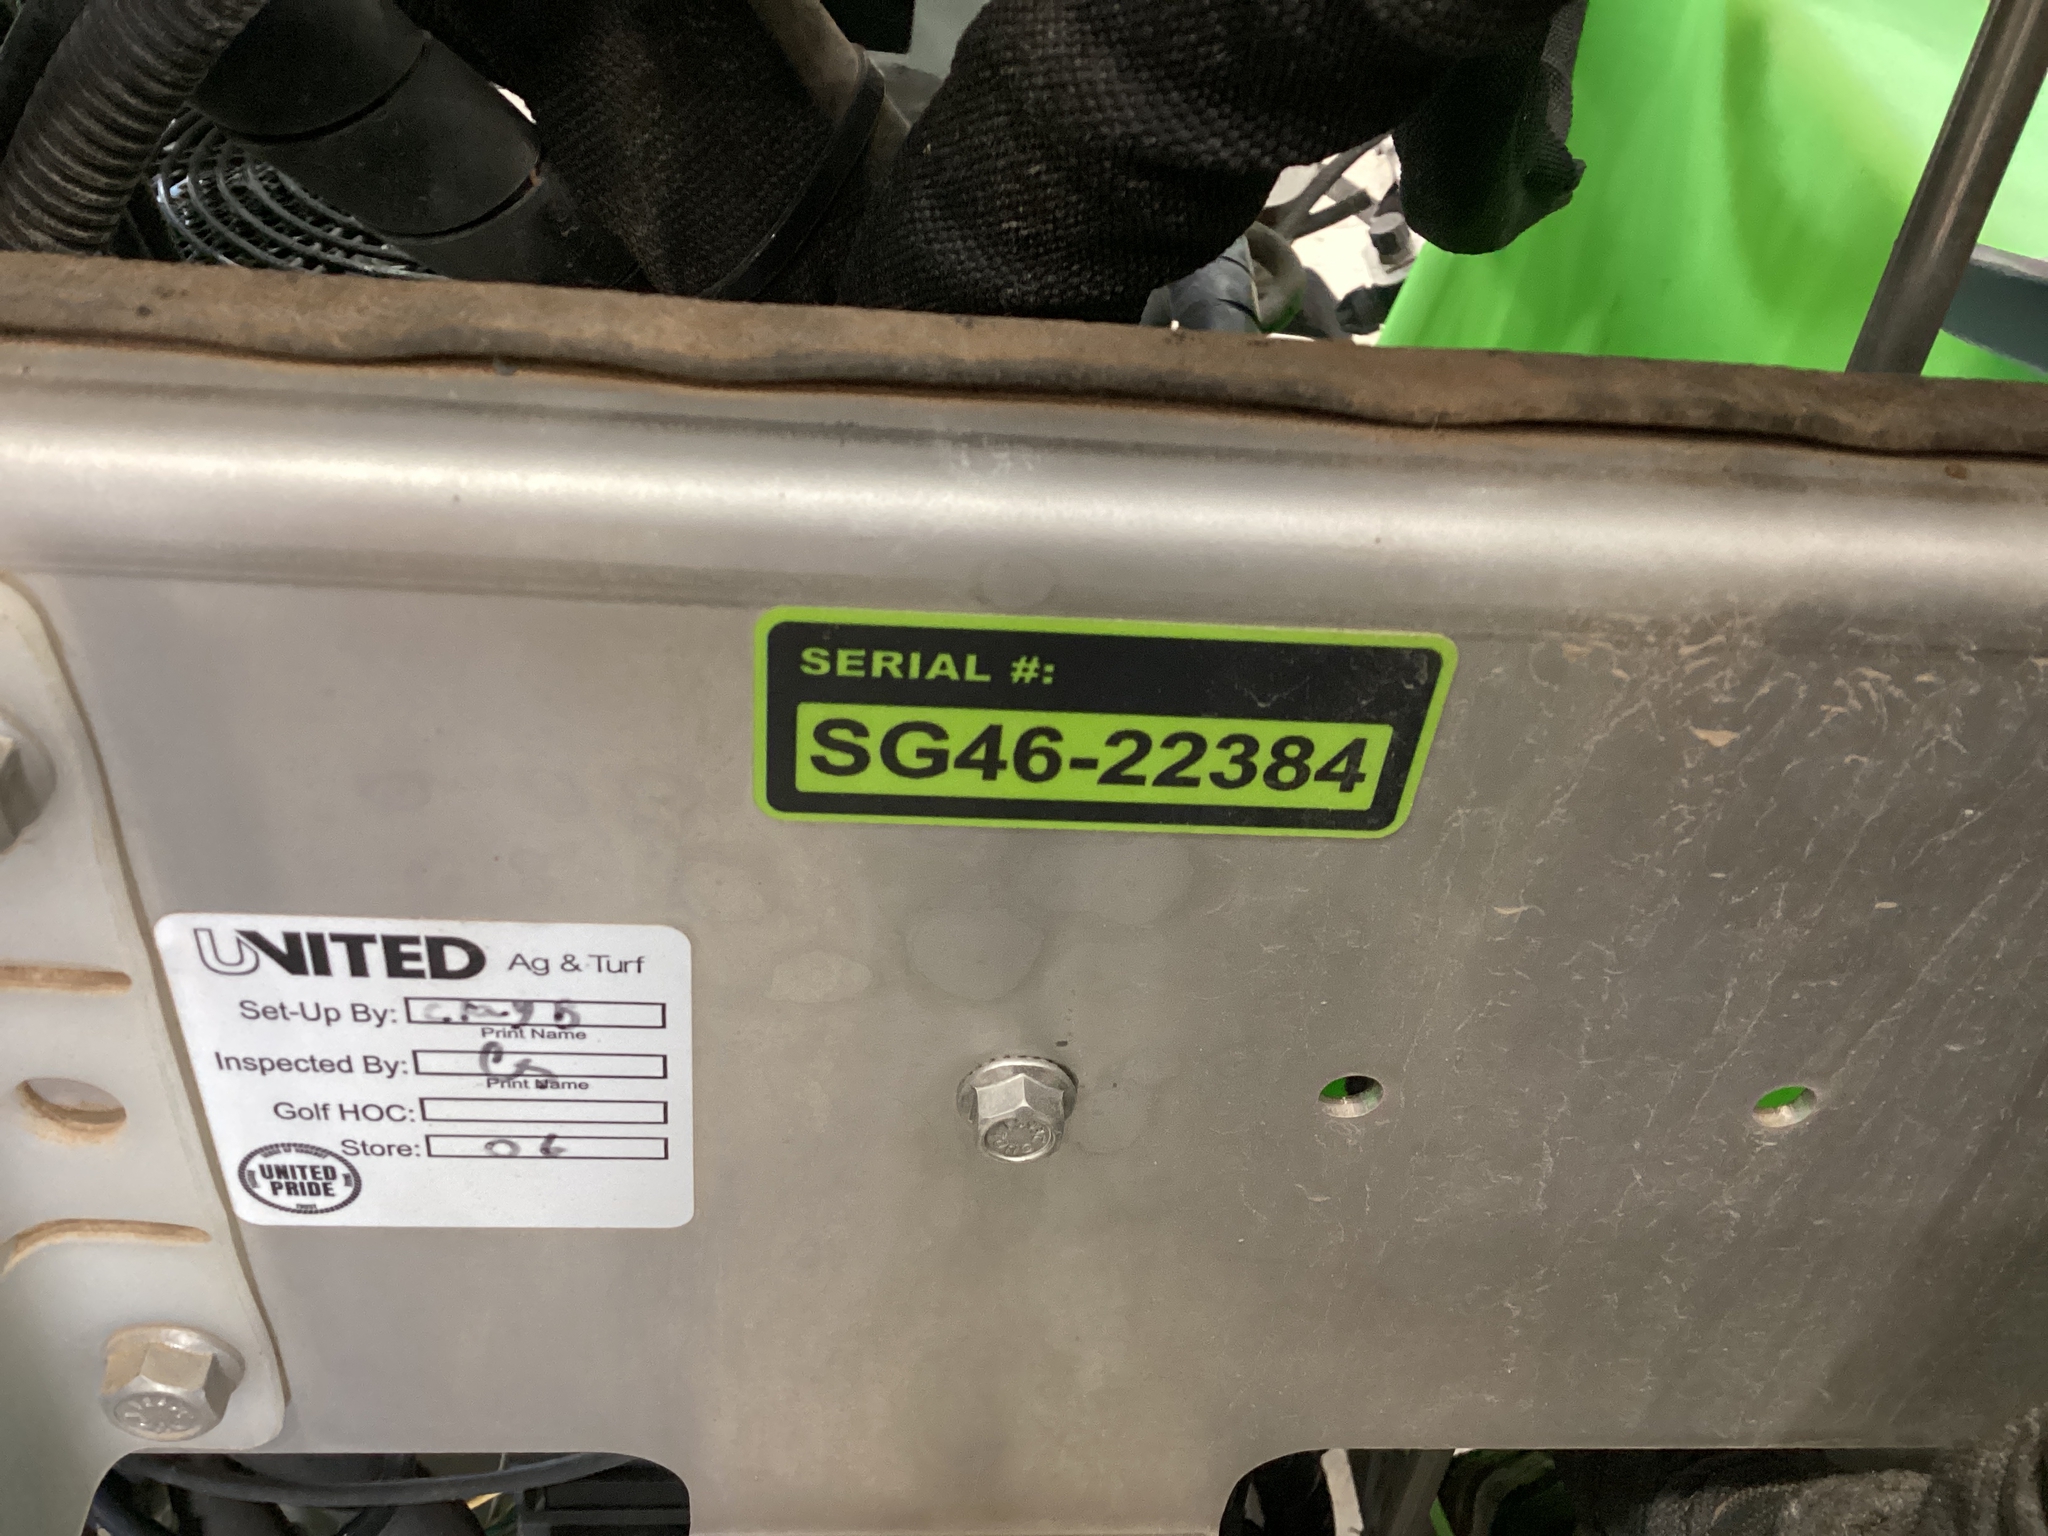 SERIAL #:
SG46-22384
UNITED Ag & Turf
Set-Up By:
Print Name
Inspected By:
Print Name
Golf HOC:
Store: 06
UNITED
PRIDE